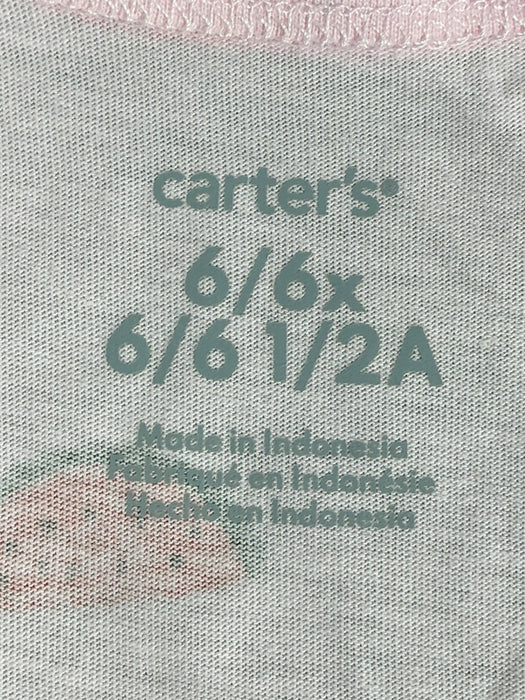 carter's®
6/6x
6/6 1/2A
Made in Indonesia
Fabriqué en Indonésie
Hecho en Indonesia